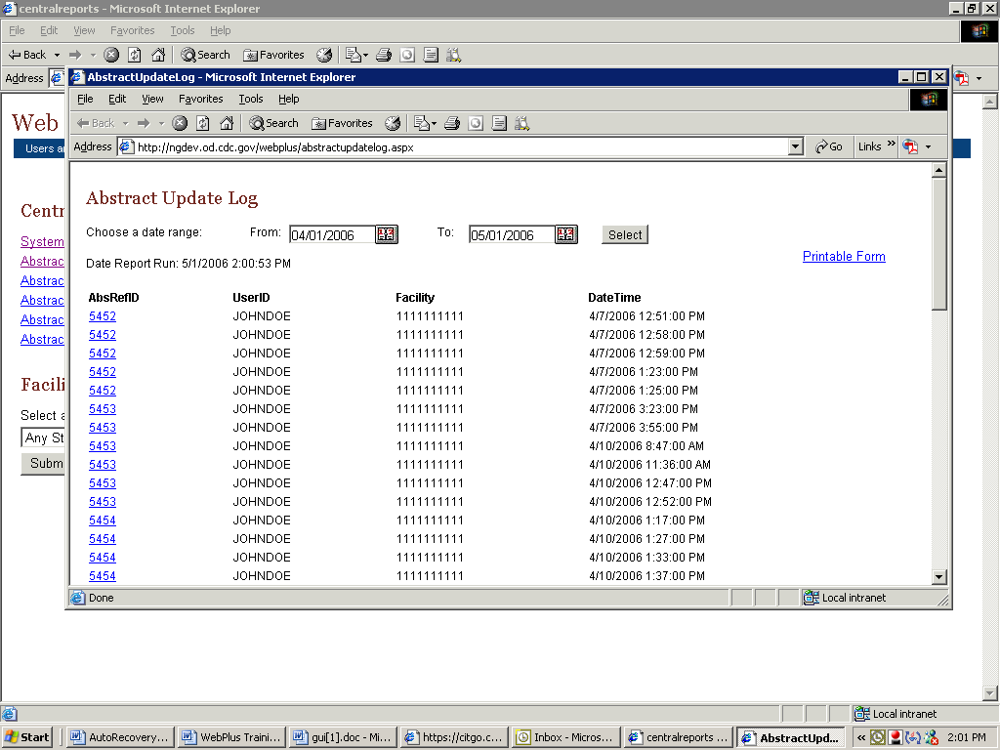 centralreports - Microsoft Internet Explorer
File Edit View Favorites Tools Help
Back Search Favorites
Address
AbstractUpdateLog - Microsoft Internet Explorer
File Edit View Favorites Tools Help
Back Search Favorites
Address http://ngdev.od.cdc.gov/webplus/abstractupdatelog.aspx Go Links »
Web
Users a
Centr
System
Abstrac
Abstrac
Abstrac
Abstrac
Abstrac
Facili
Select a
Any St
Subm
Abstract Update Log
Choose a date range: From: 04/01/2006 To: 05/01/2006 Select
Printable Form
Date Report Run: 5/1/2006 2:00:53 PM
AbsRefID UserID Facility DateTime
5452 JOHNDOE 1111111111 4/7/2006 12:51:00 PM
5452 JOHNDOE 1111111111 4/7/2006 12:58:00 PM
5452 JOHNDOE 1111111111 4/7/2006 12:59:00 PM
5452 JOHNDOE 1111111111 4/7/2006 1:23:00 PM
5452 JOHNDOE 1111111111 4/7/2006 1:25:00 PM
5453 JOHNDOE 1111111111 4/7/2006 3:23:00 PM
5453 JOHNDOE 1111111111 4/7/2006 3:55:00 PM
5453 JOHNDOE 1111111111 4/10/2006 8:47:00 AM
5453 JOHNDOE 1111111111 4/10/2006 11:36:00 AM
5453 JOHNDOE 1111111111 4/10/2006 12:47:00 PM
5453 JOHNDOE 1111111111 4/10/2006 12:52:00 PM
5454 JOHNDOE 1111111111 4/10/2006 1:17:00 PM
5454 JOHNDOE 1111111111 4/10/2006 1:27:00 PM
5454 JOHNDOE 1111111111 4/10/2006 1:33:00 PM
5454 JOHNDOE 1111111111 4/10/2006 1:37:00 PM
Done Local intranet
Local intranet
Start AutoRecovery... WebPlus Traini... gui[1].doc - Mi... https://citgo.c... Inbox - Micros... centralreports ... AbstractUpd... « 2:01 PM